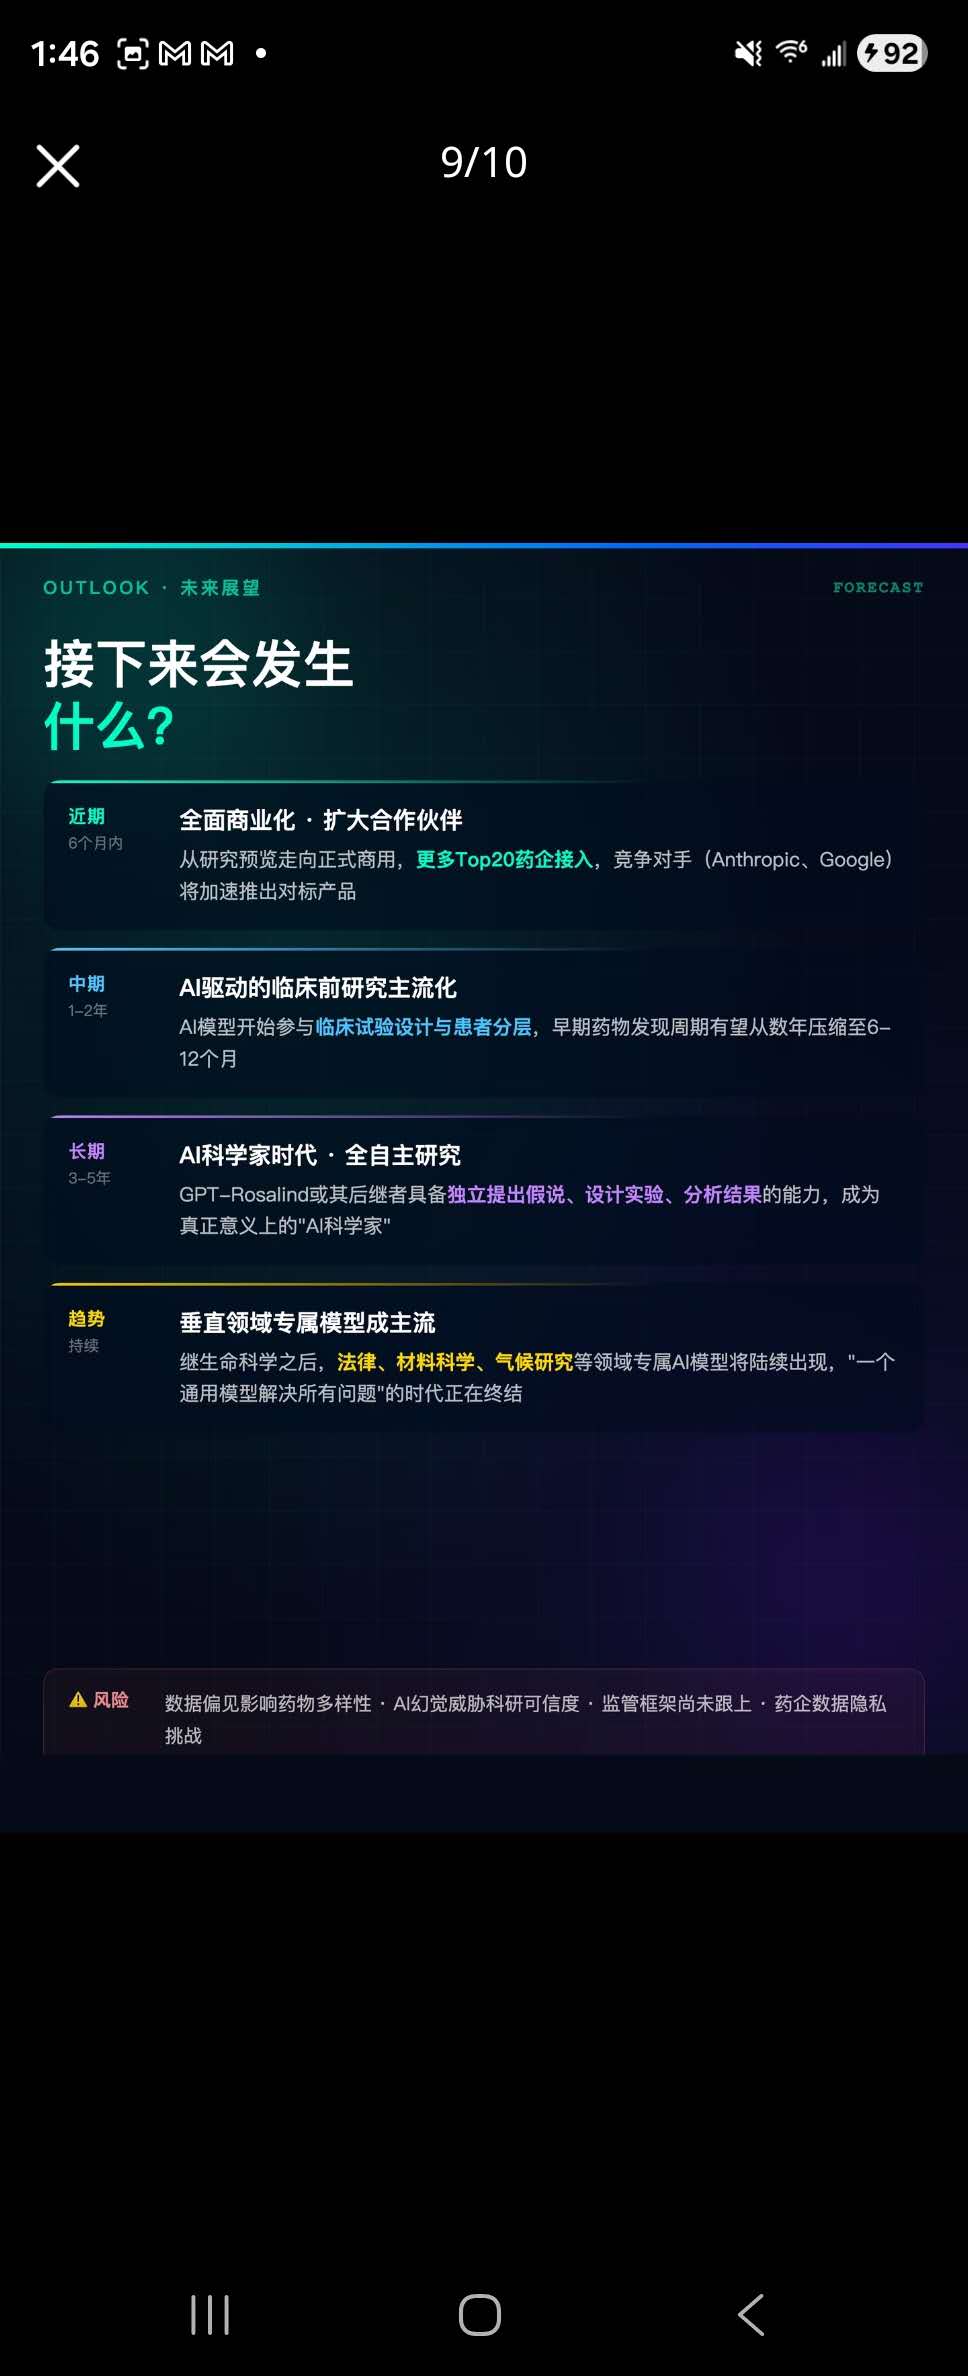 1:46
92
9/10
OUTLOOK · 未来展望
FORECAST
接下来会发生
什么?
近期
6个月内
全面商业化 · 扩大合作伙伴
从研究预览走向正式商用，更多Top20药企接入，竞争对手（Anthropic、Google）
将加速推出对标产品
中期
1-2年
AI驱动的临床前研究主流化
AI模型开始参与临床试验设计与患者分层，早期药物发现周期有望从数年压缩至6-
12个月
长期
3-5年
AI科学家时代 · 全自主研究
GPT-Rosalind或其后继者具备独立提出假说、设计实验、分析结果的能力，成为
真正意义上的"AI科学家"
趋势
持续
垂直领域专属模型成主流
继生命科学之后，法律、材料科学、气候研究等领域专属AI模型将陆续出现，"一个
通用模型解决所有问题"的时代正在终结
风险
数据偏见影响药物多样性 · AI幻觉威胁科研可信度 · 监管框架尚未跟上 · 药企数据隐私
挑战